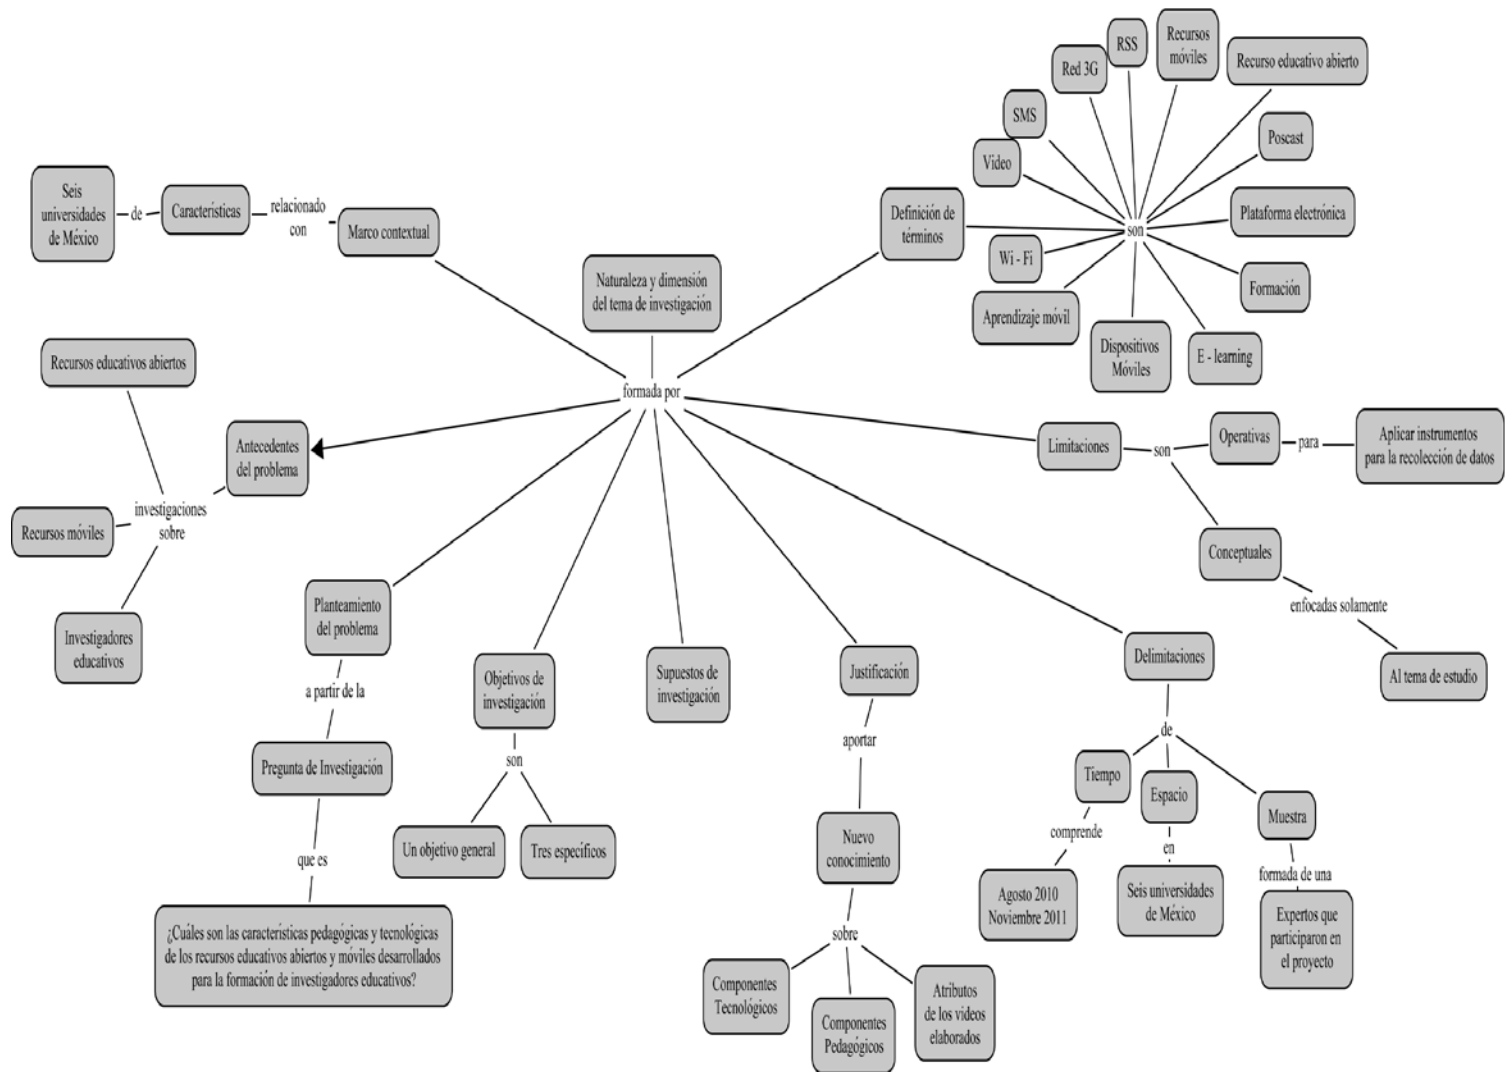 RSS
Recursos
móviles
Red 3G
Recurso educativo abierto
SMS
Poscast
Video
Seis
universidades
de México
de
Características
relacionado
con
Marco contextual
Definición de
términos
Plataforma electrónica
son
Wi - Fi
Formación
Aprendizaje móvil
Dispositivos
Móviles
E - learning
Naturaleza y dimensión
del tema de investigación
formada por
Recursos educativos abiertos
Antecedentes
del problema
investigaciones
sobre
Recursos móviles
Investigadores
educativos
Limitaciones
son
Operativas
para
Aplicar instrumentos
para la recolección de datos
Conceptuales
enfocadas solamente
Al tema de estudio
Planteamiento
del problema
a partir de la
Pregunta de Investigación
que es
¿Cuáles son las características pedagógicas y tecnológicas
de los recursos educativos abiertos y móviles desarrollados
para la formación de investigadores educativos?
Objetivos de
investigación
son
Un objetivo general
Tres específicos
Supuestos de
investigación
Justificación
aportar
Nuevo
conocimiento
sobre
Componentes
Tecnológicos
Componentes
Pedagógicos
Atributos
de los videos
elaborados
Delimitaciones
de
Tiempo
comprende
Agosto 2010
Noviembre 2011
Espacio
en
Seis universidades
de México
Muestra
formada de una
Expertos que
participaron en
el proyecto